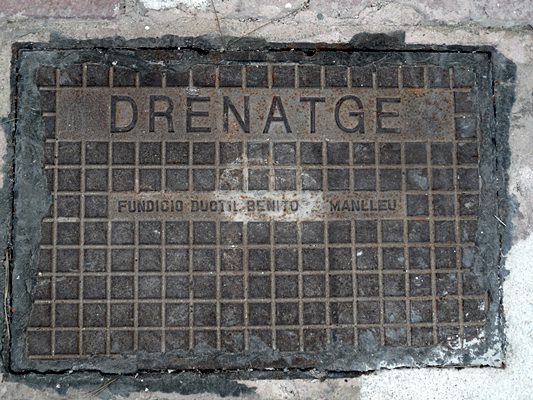 DRENATGE
FUNDICIO DUCTIL BENITO MANLLEU